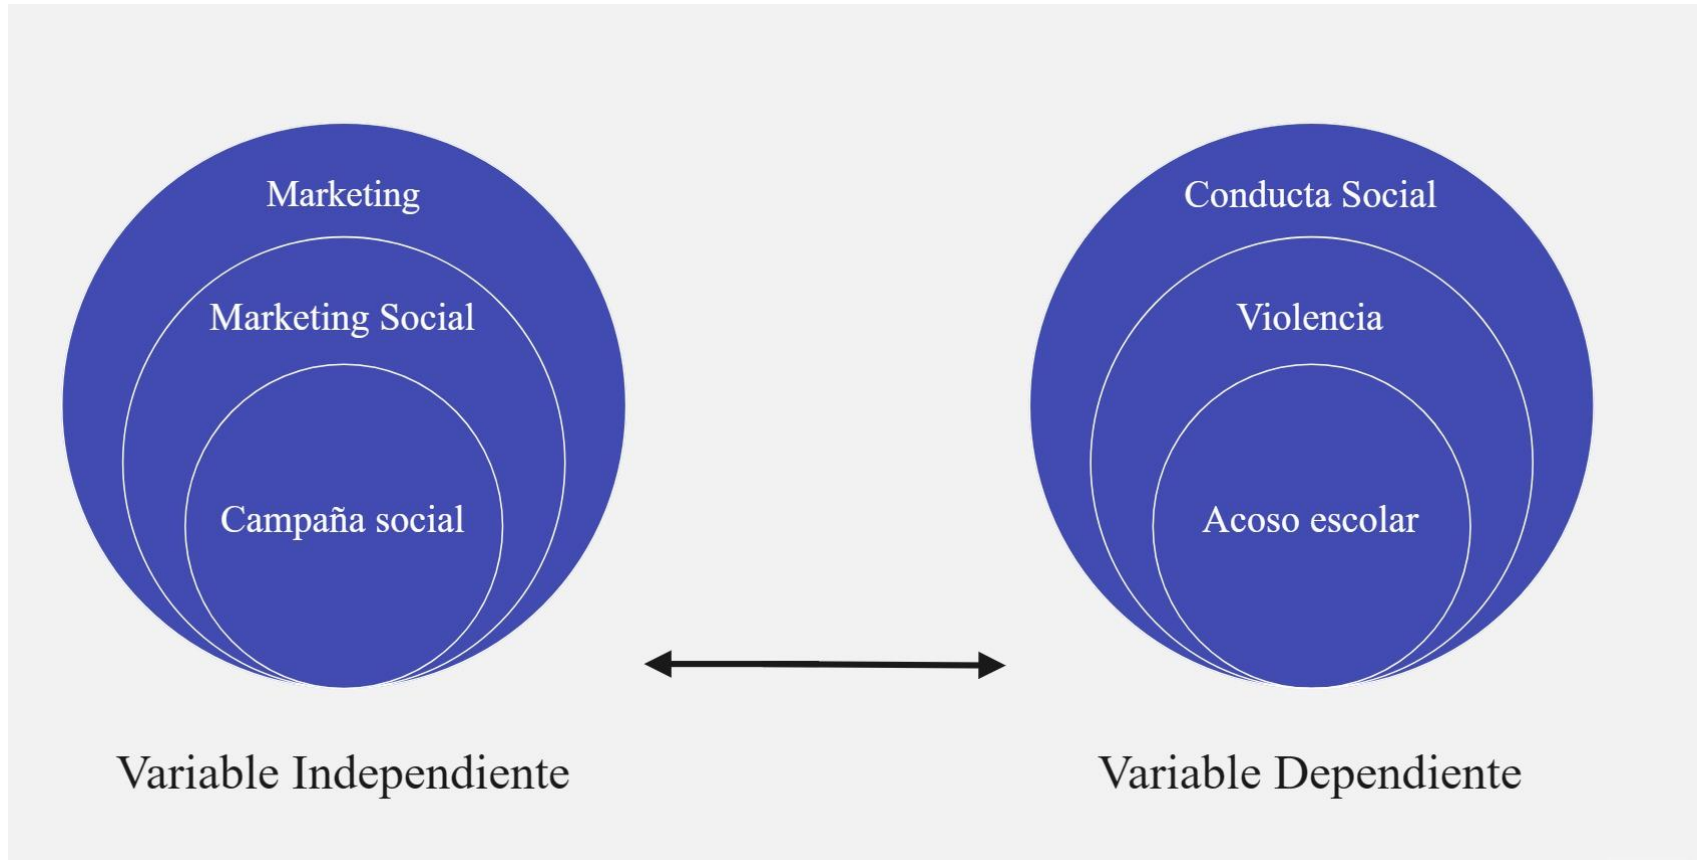 Marketing
Marketing Social
Campaña social
Variable Independiente
Conducta Social
Violencia
Acoso escolar
Variable Dependiente